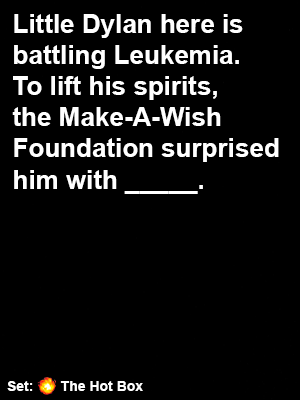 Little Dylan here is
battling Leukemia.
To lift his spirits,
the Make-A-Wish
Foundation surprised
him with _____.
Set: The Hot Box